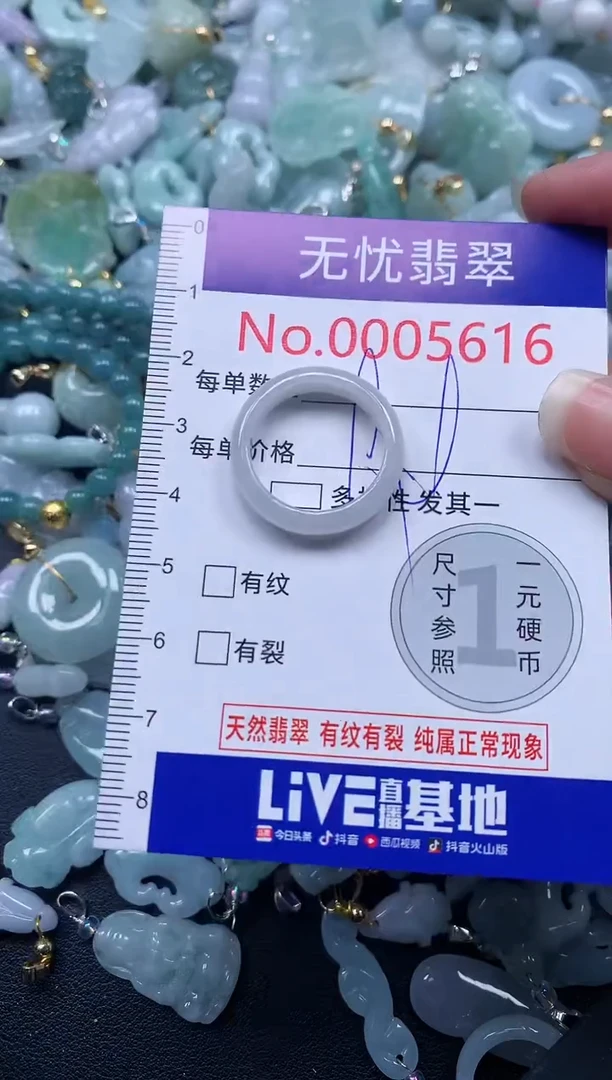 0
无忧翡翠
1
No.0005616
2
每单数
3
每单价格
4
多 性发其一
5
有纹
尺寸参照
1
一元硬币
6
有裂
7
天然翡翠 有纹有裂 纯属正常现象
8
LiVE直播基地
今日头条 抖音 西瓜视频 抖音火山版